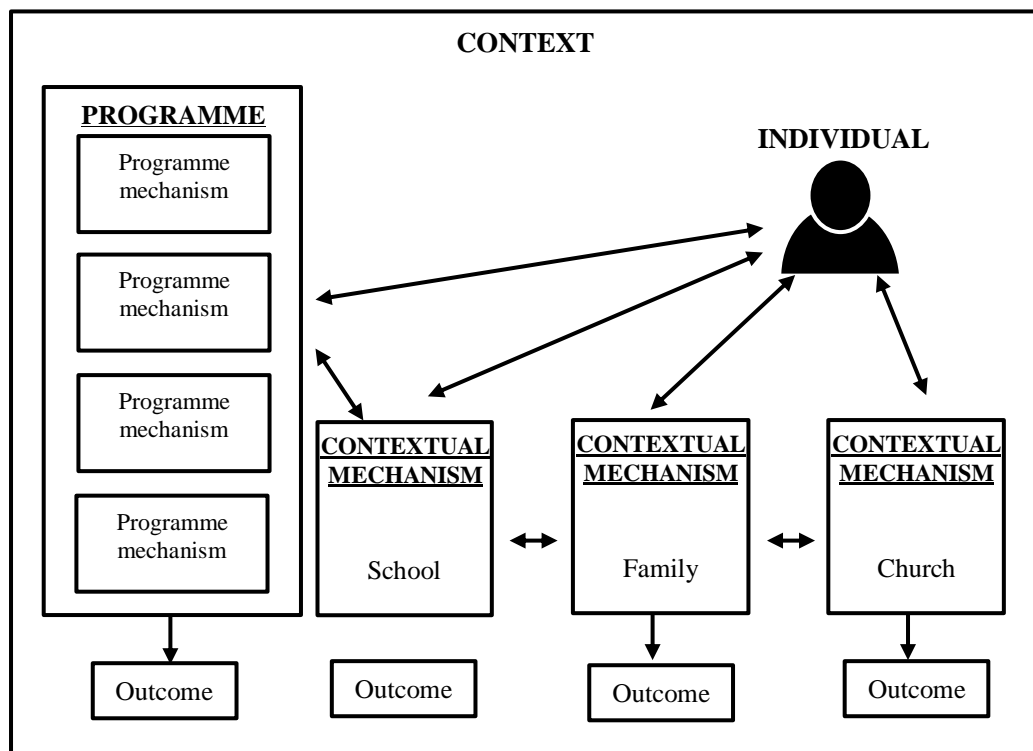 CONTEXT
PROGRAMME
Programme
mechanism
Programme
mechanism
Programme
mechanism
Programme
mechanism
Outcome
INDIVIDUAL
CONTEXTUAL
MECHANISM
School
Outcome
CONTEXTUAL
MECHANISM
Family
Outcome
CONTEXTUAL
MECHANISM
Church
Outcome